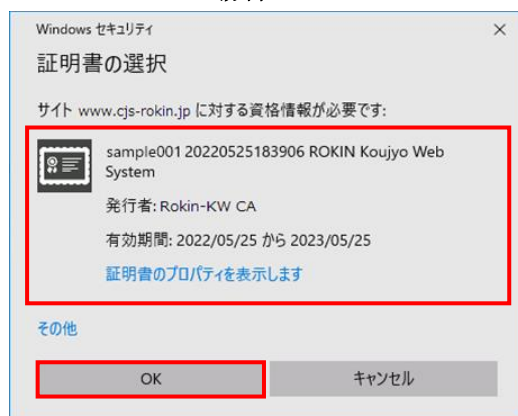 Windows セキュリティ
証明書の選択
サイト www.cjs-rokin.jp に対する資格情報が必要です:
sample001 20220525183906 ROKIN Koujyo Web
System
発行者: Rokin-KW CA
有効期間: 2022/05/25 から 2023/05/25
証明書のプロパティを表示します
その他
OK
キャンセル